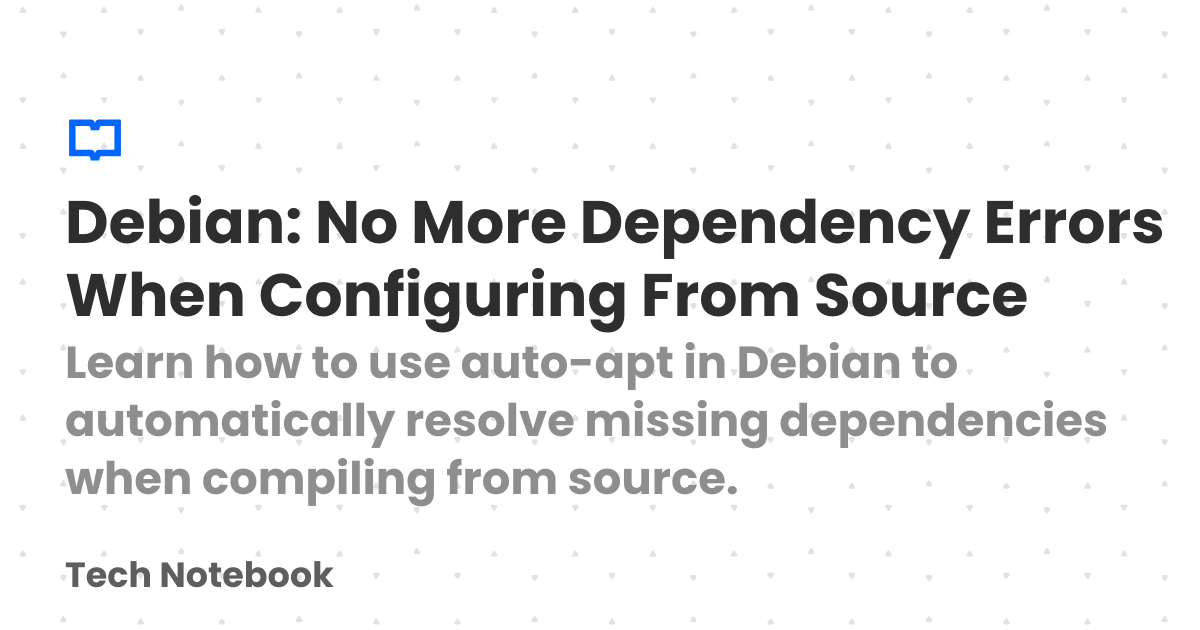 Debian: No More Dependency Errors
When Configuring From Source
Learn how to use auto-apt in Debian to
automatically resolve missing dependencies
when compiling from source.
Tech Notebook